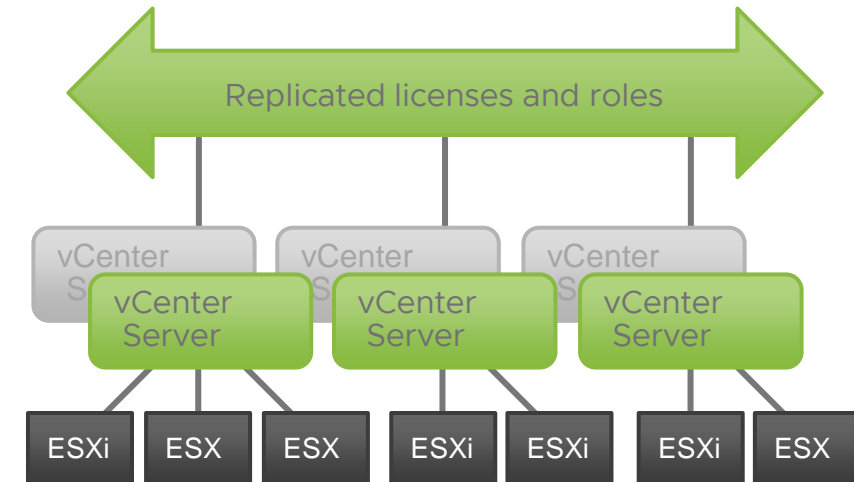 Replicated licenses and roles
vCenter
S
vCenter
S
vCenter
S
vCenter
Server
vCenter
Server
vCenter
Server
ESXi
ESX
ESX
ESXi
ESXi
ESXi
ESX